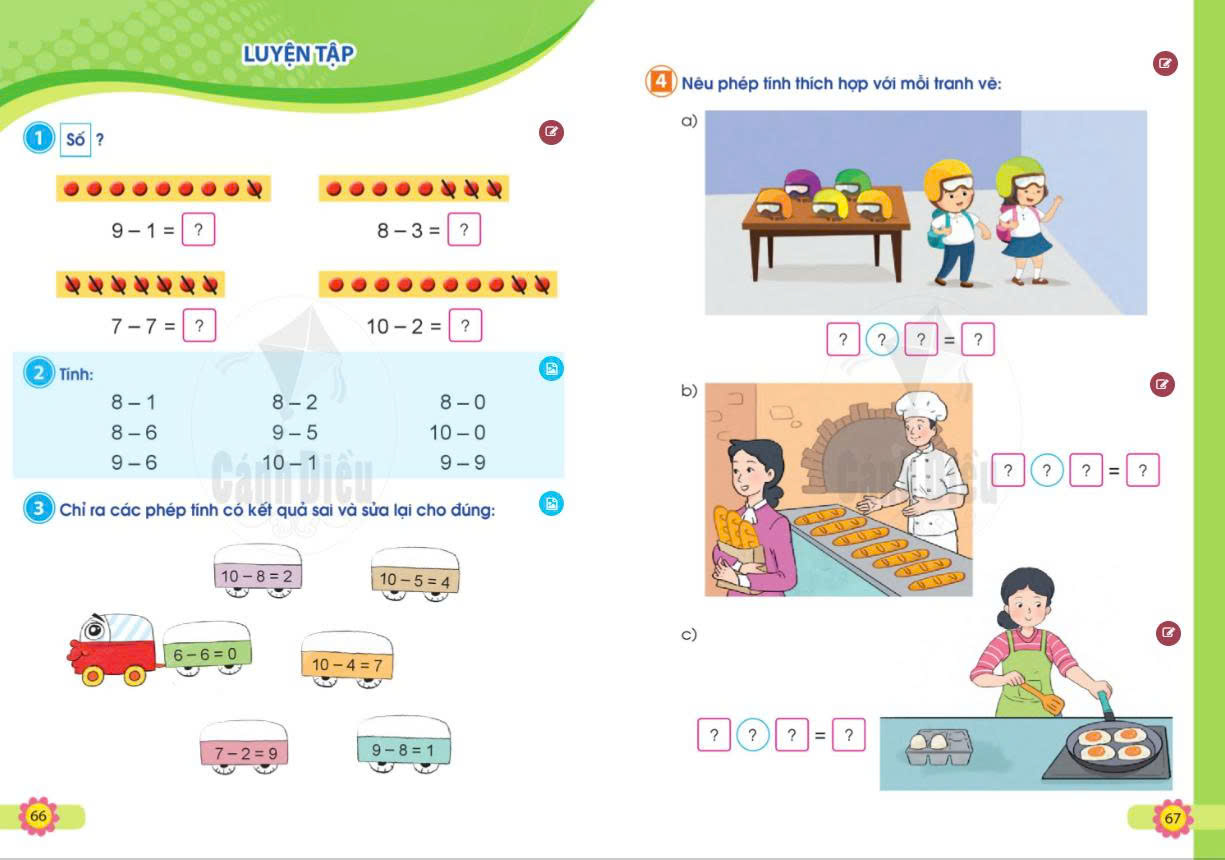 LUYỆN TẬP
1 Số ?
9 – 1 = ?
8 – 3 = ?
7 – 7 = ?
10 – 2 = ?
2 Tính:
8 – 1
8 – 2
8 – 0
8 – 6
9 – 5
10 – 0
9 – 6
10 – 1
9 – 9
Cánh Diều
3 Chỉ ra các phép tính có kết quả sai và sửa lại cho đúng:
10 – 8 = 2
10 – 5 = 4
6 – 6 = 0
10 – 4 = 7
7 – 2 = 9
9 – 8 = 1
66
4 Nêu phép tính thích hợp với mỗi tranh vẽ:
a)
? ? ? = ?
b)
? ? ? = ?
Cánh Diều
c)
? ? ? = ?
67